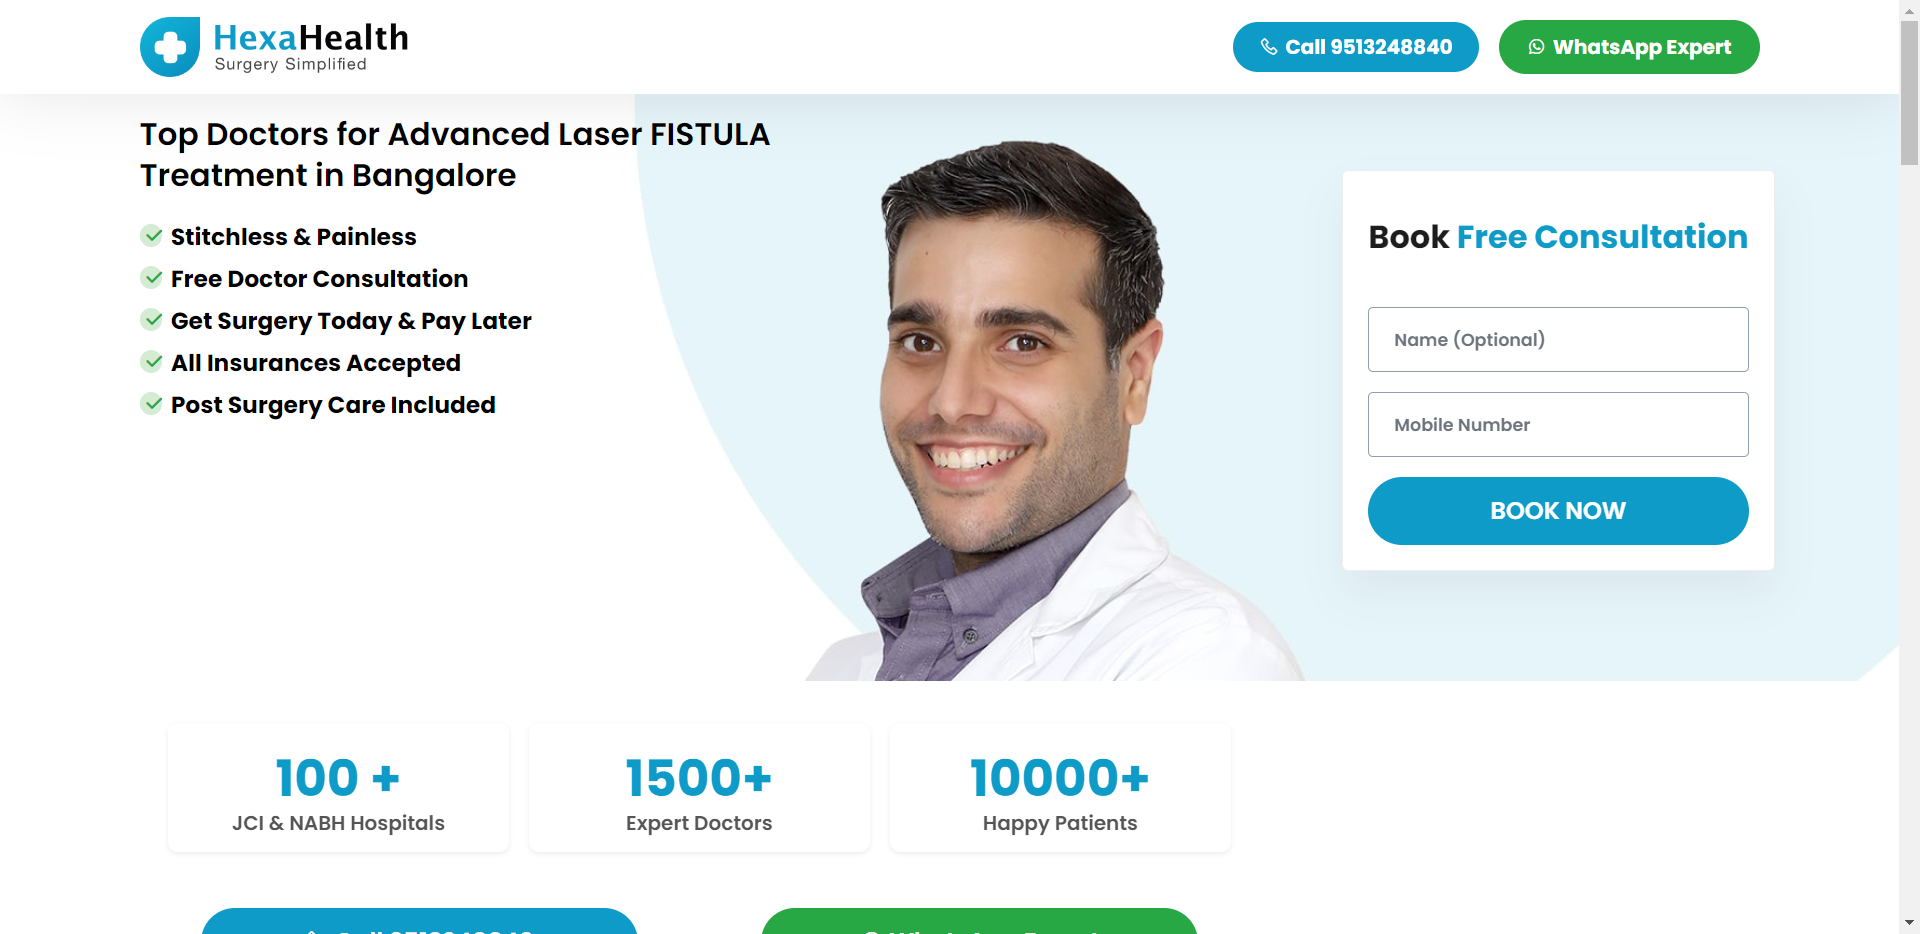 HexaHealth
Surgery Simplified
Call 9513248840
WhatsApp Expert
Top Doctors for Advanced Laser FISTULA
Treatment in Bangalore
Stitchless & Painless
Free Doctor Consultation
Get Surgery Today & Pay Later
All Insurances Accepted
Post Surgery Care Included
Book Free Consultation
Name (Optional)
Mobile Number
BOOK NOW
100 +
JCI & NABH Hospitals
1500+
Expert Doctors
10000+
Happy Patients